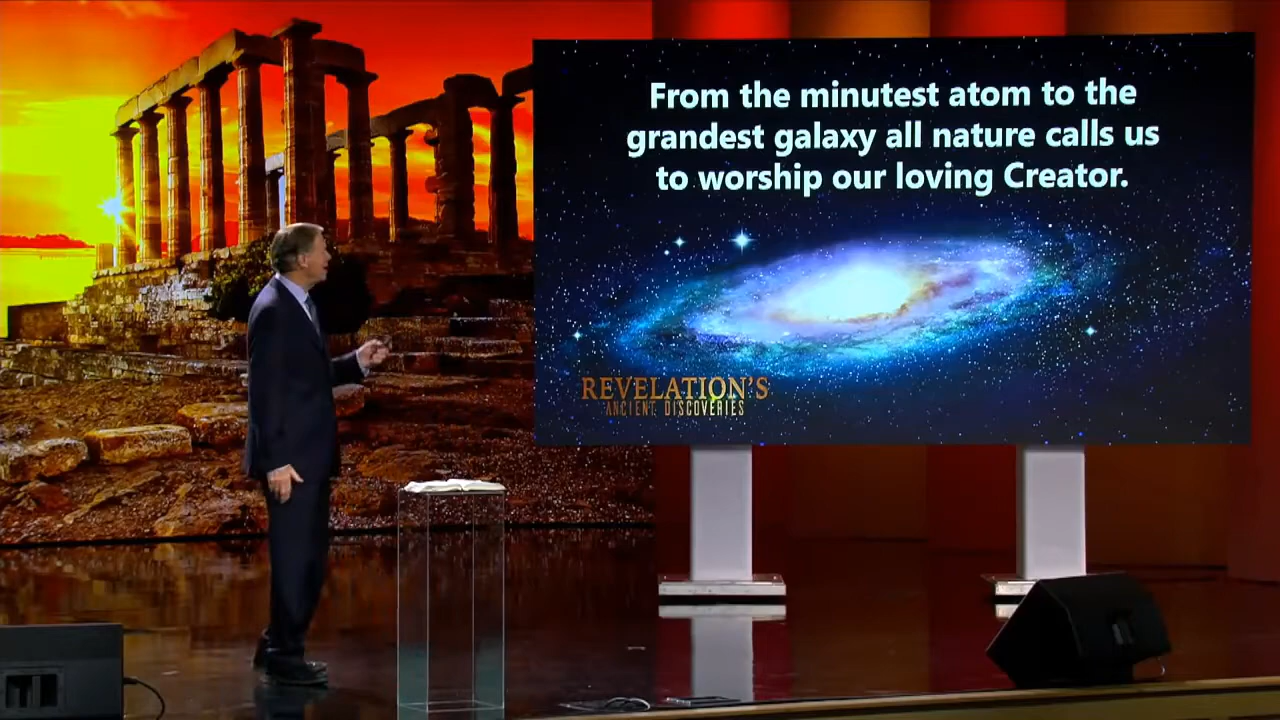 From the minutest atom to the
grandest galaxy all nature calls us
to worship our loving Creator.
REVELATION'S
ANCIENT DISCOVERIES